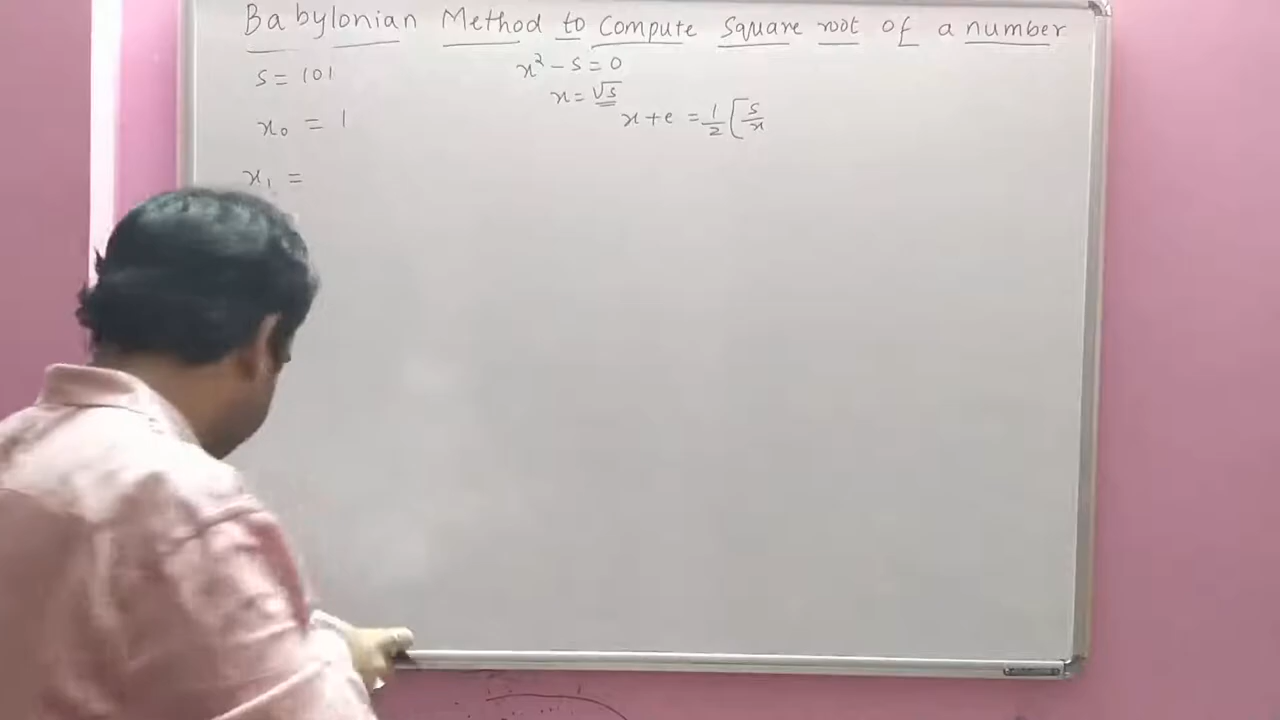 Babylonian Method to Compute Square root of a number
S = 101
x² - S = 0
x = √S
x₀ = 1
x + e = 1/2 [S/x
x₁ =